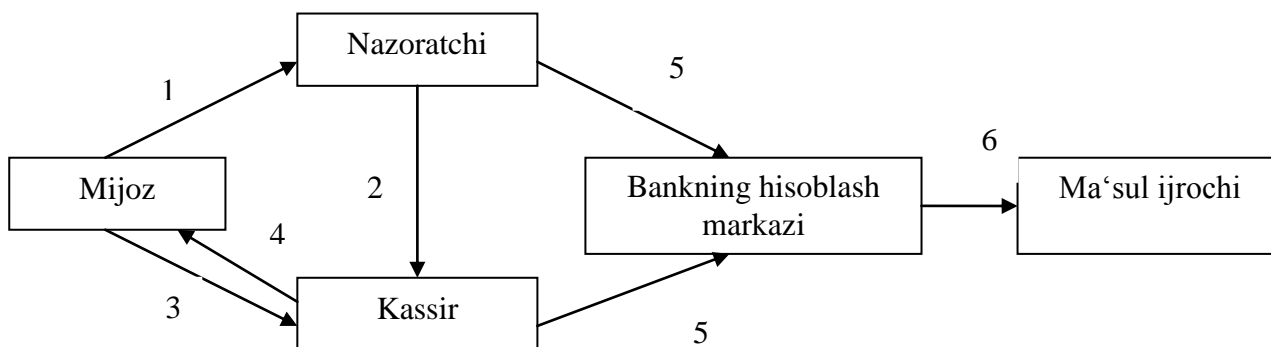 Nazoratchi
5
1
6
Mijoz
2
Bankning hisoblash
markazi
Ma‘sul ijrochi
4
3
Kassir
5